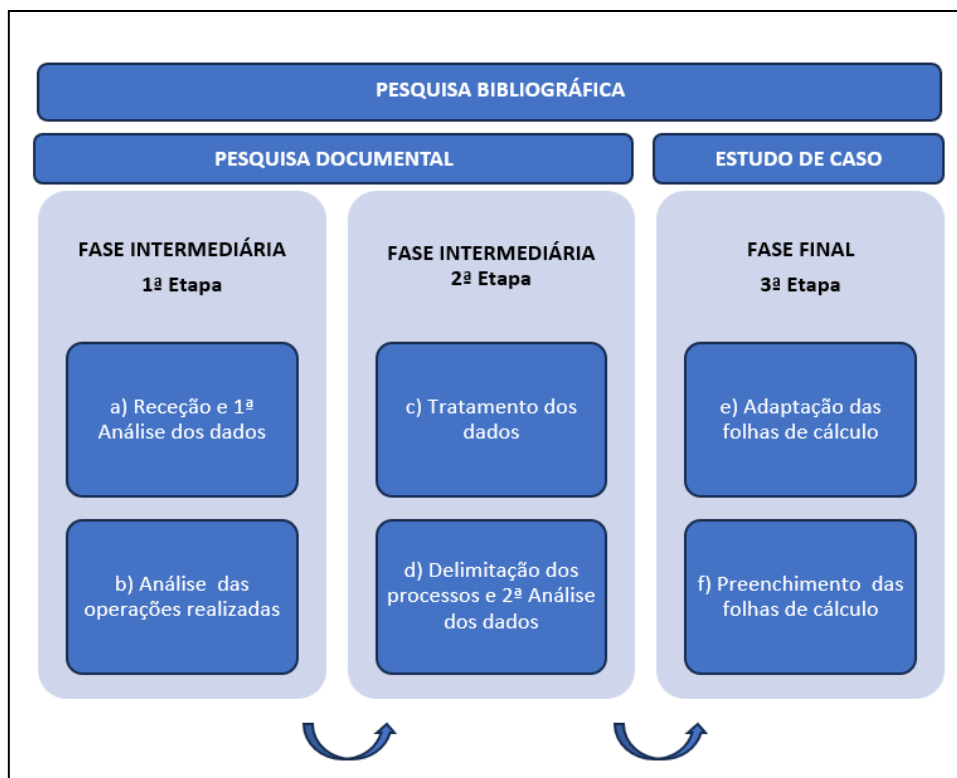 PESQUISA BIBLIOGRÁFICA
PESQUISA DOCUMENTAL
ESTUDO DE CASO
FASE INTERMEDIÁRIA
1ª Etapa
a) Receção e 1ª
Análise dos dados
b) Análise das
operações realizadas
FASE INTERMEDIÁRIA
2ª Etapa
c) Tratamento dos
dados
d) Delimitação dos
processos e 2ª Análise
dos dados
FASE FINAL
3ª Etapa
e) Adaptação das
folhas de cálculo
f) Preenchimento das
folhas de cálculo